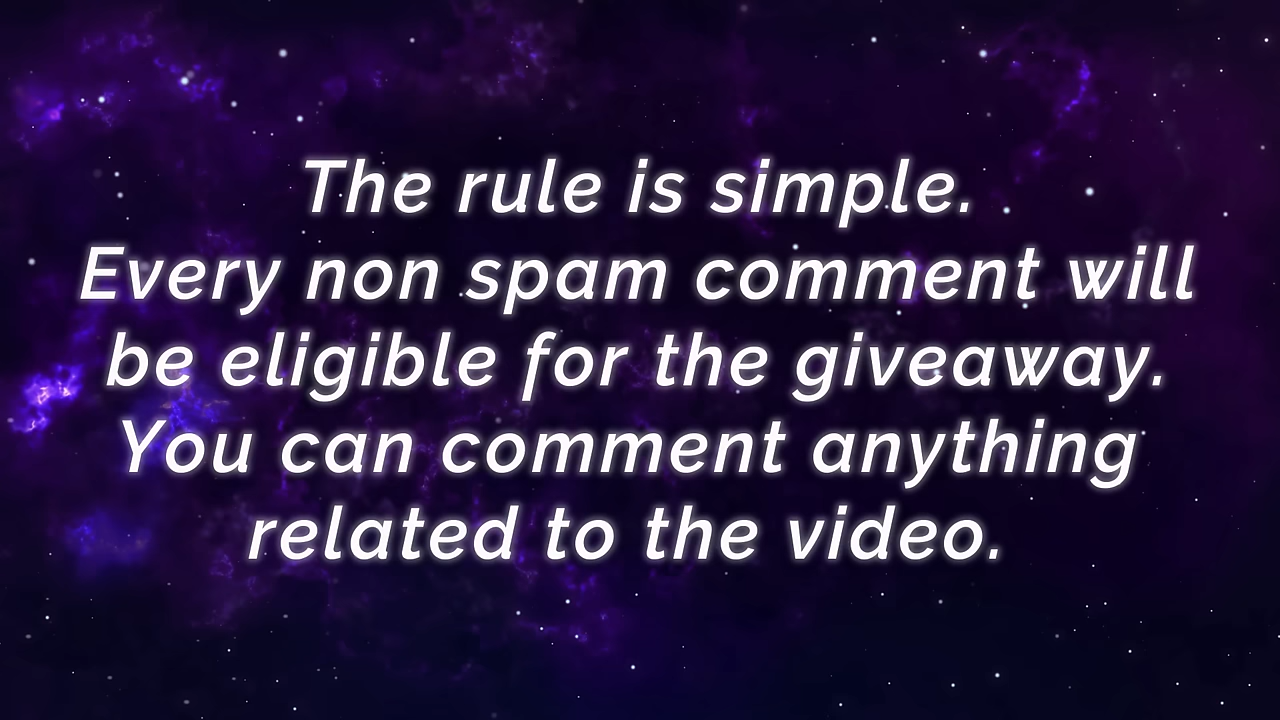 The rule is simple.
Every non spam comment will
be eligible for the giveaway.
You can comment anything
related to the video.